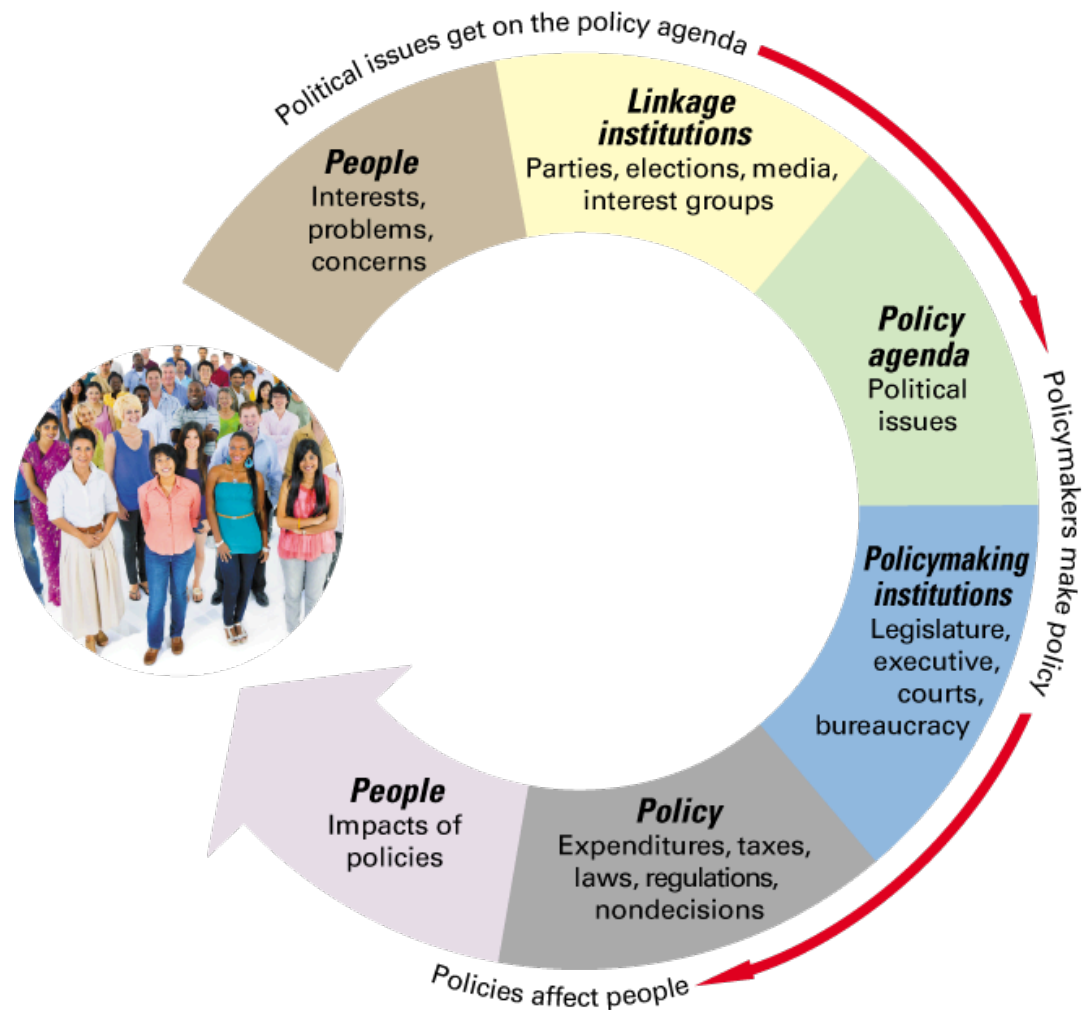 Political issues get on the policy agenda
People
Interests,
problems,
concerns
Linkage
institutions
Parties, elections, media,
interest groups
Policy
agenda
Political
issues
Policymakers make policy
Policymaking
institutions
Legislature,
executive,
courts,
bureaucracy
Policy
Expenditures, taxes,
laws, regulations,
nondecisions
People
Impacts of
policies
Policies affect people